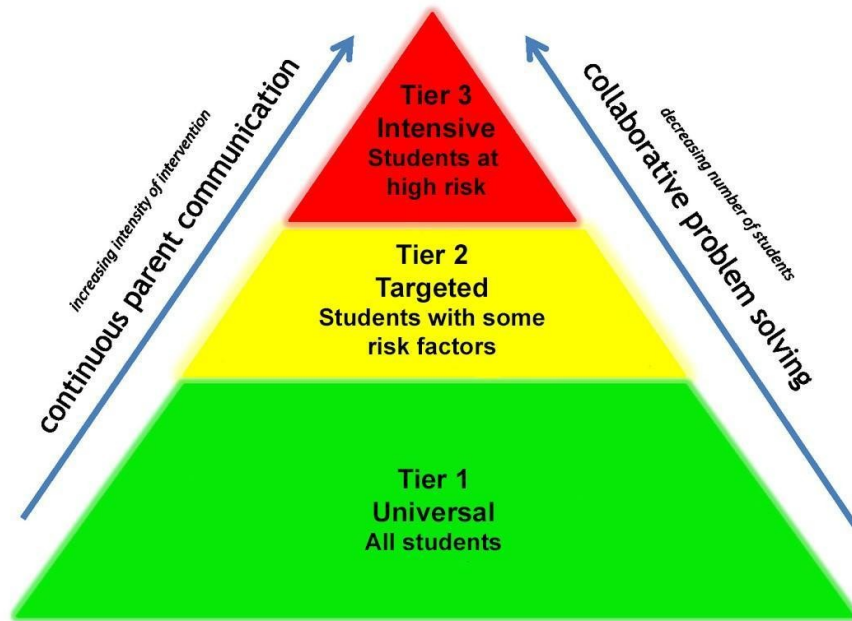 Tier 3
Intensive
Students at
high risk
Tier 2
Targeted
Students with some
risk factors
Tier 1
Universal
All students
increasing intensity of intervention
continuous parent communication
decreasing number of students
collaborative problem solving